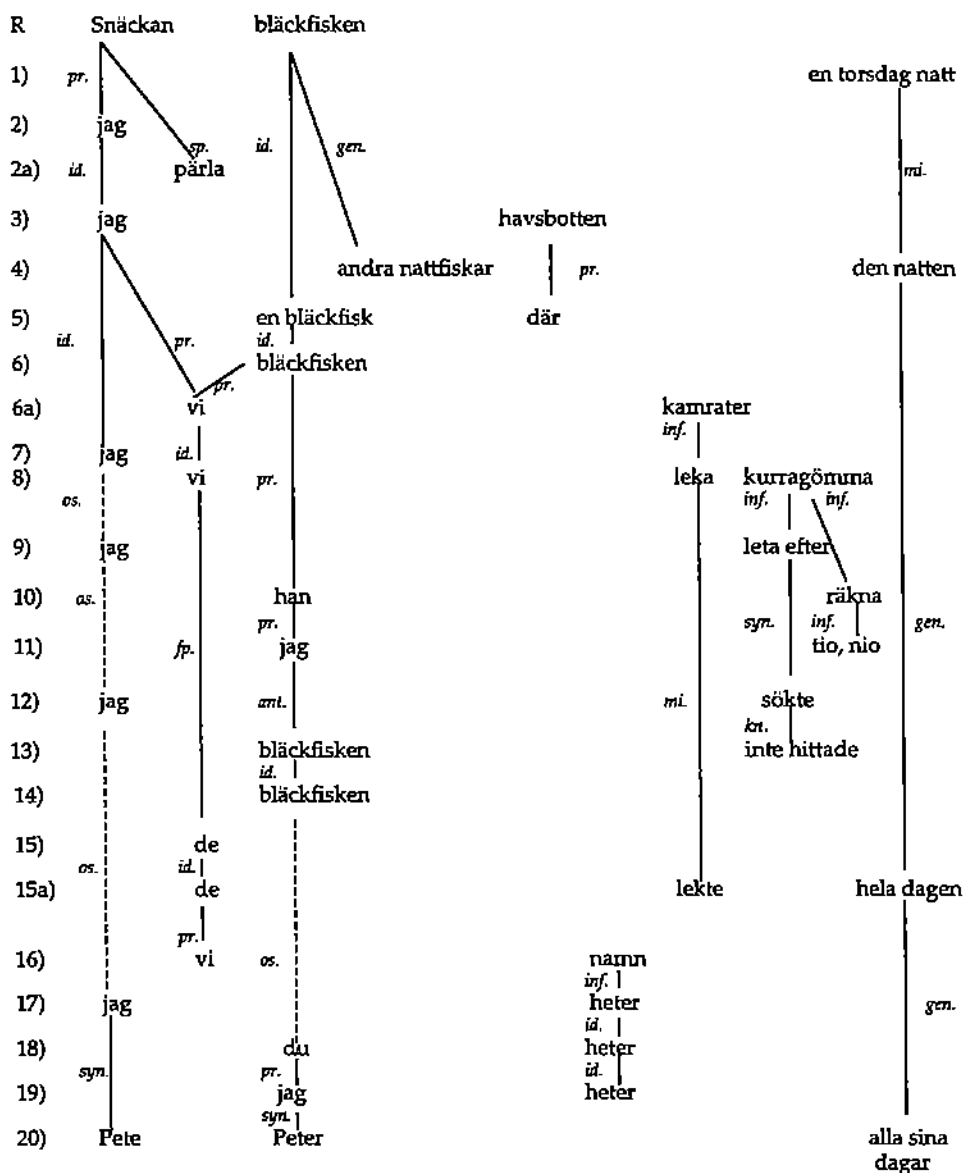 R Snäckan bläckfisken
1) pr. en torsdag natt
2) jag
sp. id. gen.
2a) id. pärla mi.
3) jag havsbotten
4) andra nattfiskar pr. den natten
5) en bläckfisk där
id. pr. id.
6) bläckfisken
pr.
6a) vi kamrater
inf.
7) jag id.
8) vi pr. leka kurragömma
os. inf. inf.
9) jag leta efter
10) os. han räkna
pr. syn. inf. gen.
11) fp. jag tio, nio
12) jag ant. mi. sökte
kn.
13) bläckfisken inte hittade
id.
14) bläckfisken
15) de
os. id.
15a) de lekte hela dagen
pr.
16) vi os. namn
inf.
17) jag heter gen.
id.
18) du heter
syn. pr. id.
19) jag heter
syn.
20) Pete Peter alla sina
dagar